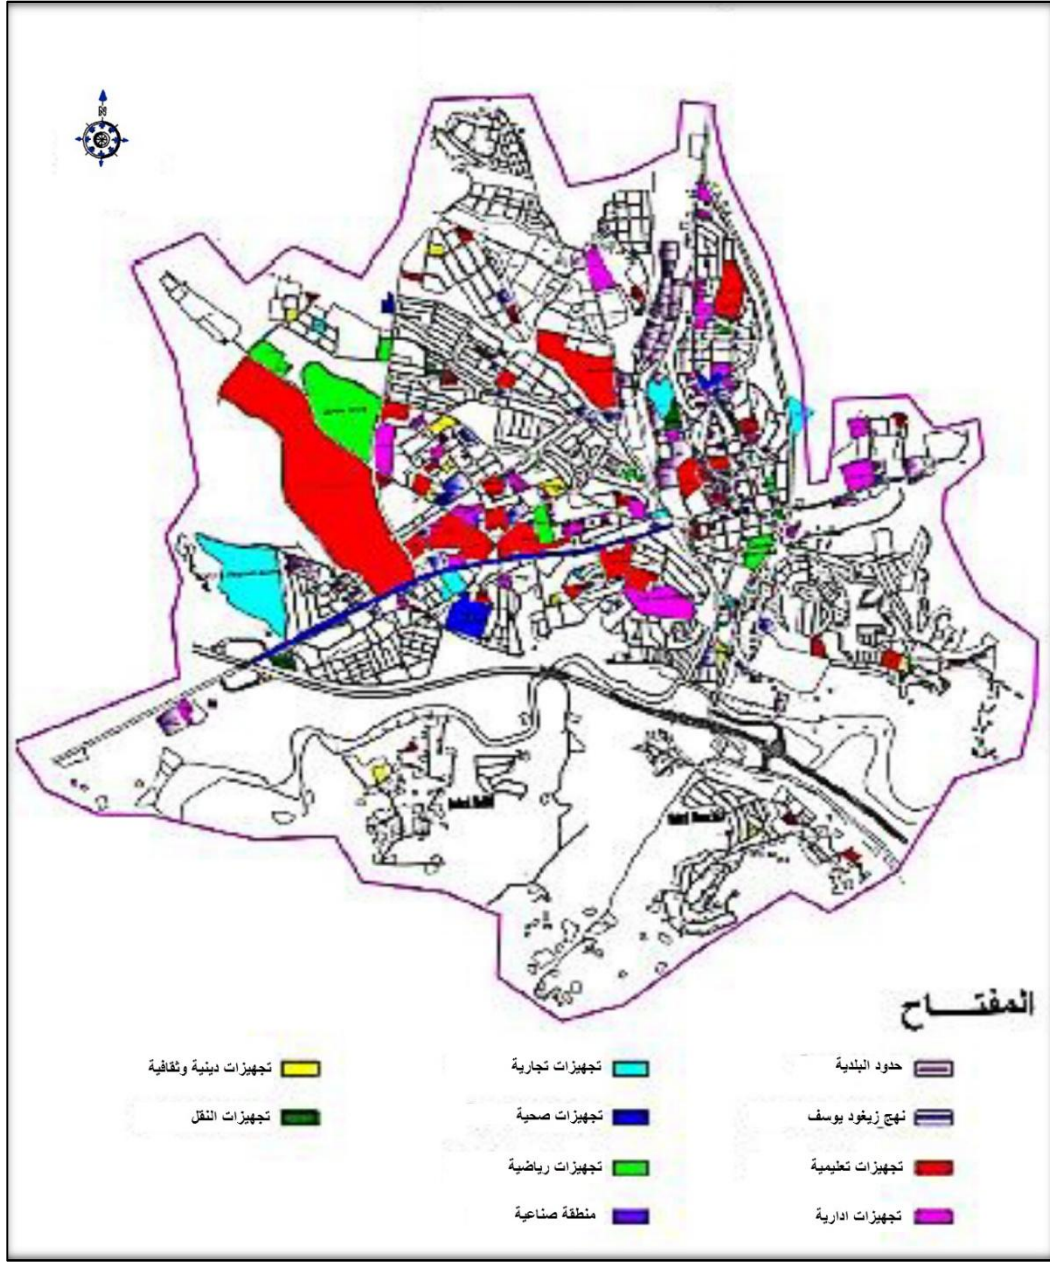 N
المفتـــاح
حدود البلدية
نهج زيغود يوسف
تجهيزات تعليمية
تجهيزات ادارية
تجهيزات تجارية
تجهيزات صحية
تجهيزات رياضية
منطقة صناعية
تجهيزات دينية وثقافية
تجهيزات النقل